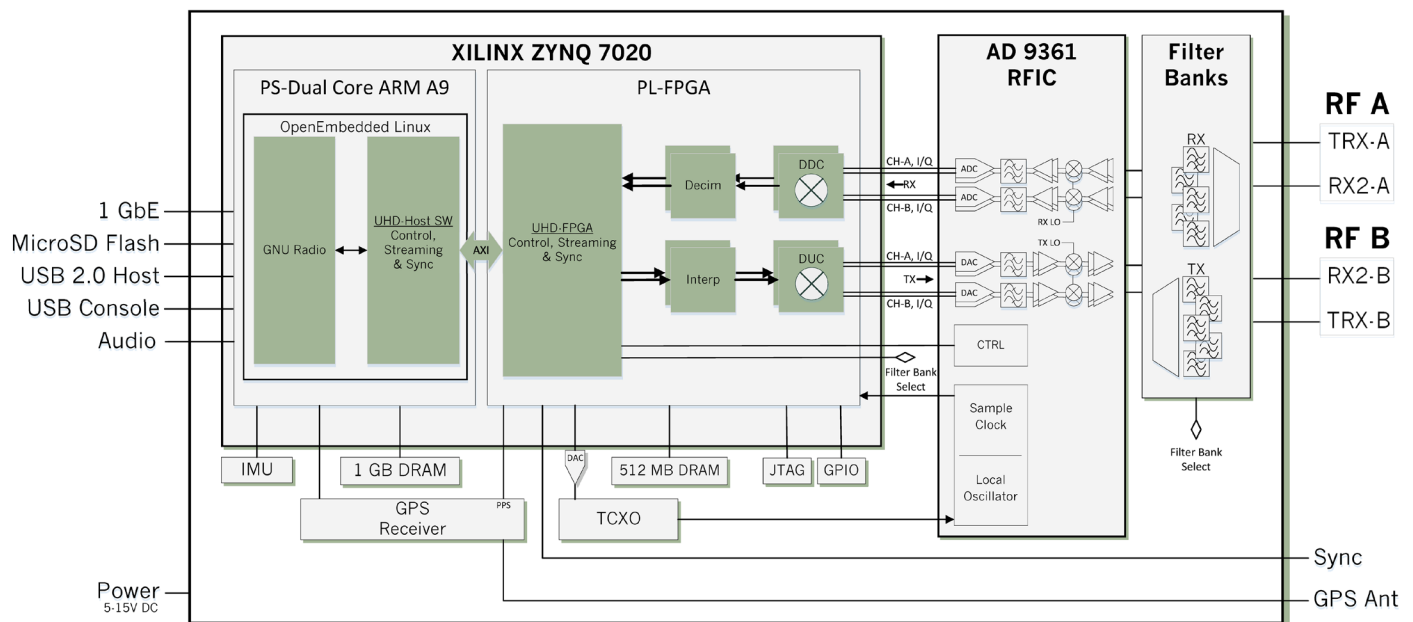 XILINX ZYNQ 7020
PS-Dual Core ARM A9
OpenEmbedded Linux
GNU Radio
UHD-Host SW
Control,
Streaming
& Sync
AXI
PL-FPGA
UHD-FPGA
Control, Streaming
& Sync
Decim
DDC
Interp
DUC
CH-A, I/Q
RX
CH-B, I/Q
CH-A, I/Q
TX
CH-B, I/Q
Filter Bank
Select
AD 9361
RFIC
ADC
ADC
RX LO
TX LO
DAC
DAC
CTRL
Sample
Clock
Local
Oscillator
Filter
Banks
RX
TX
Filter Bank
Select
RF A
TRX-A
RX2-A
RF B
RX2-B
TRX-B
1 GbE
MicroSD Flash
USB 2.0 Host
USB Console
Audio
IMU
1 GB DRAM
DAC
512 MB DRAM
JTAG
GPIO
GPS
Receiver
PPS
TCXO
Sync
Power
5-15V DC
GPS Ant